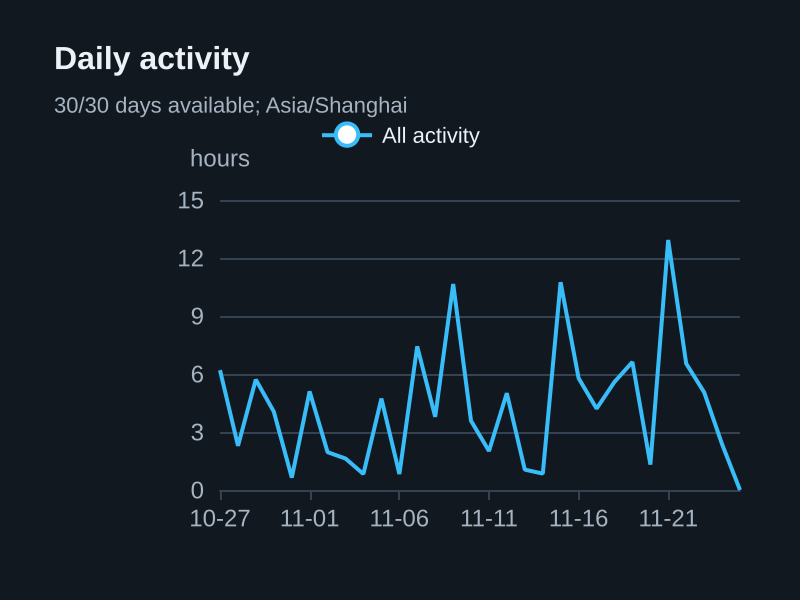 Daily activity
30/30 days available; Asia/Shanghai
All activity
hours
15
12
9
6
3
0
10-27 11-01 11-06 11-11 11-16 11-21